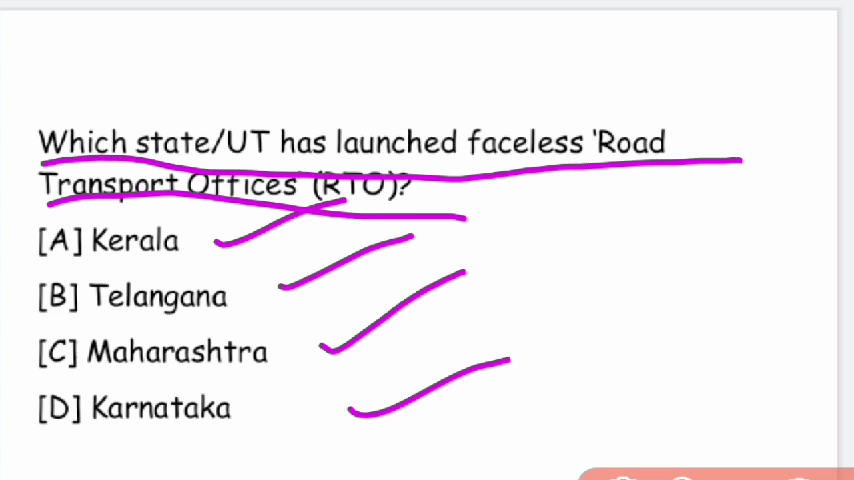 Which state/UT has launched faceless ‘Road
Transport Offices’ (RTO)?
[A] Kerala
[B] Telangana
[C] Maharashtra
[D] Karnataka